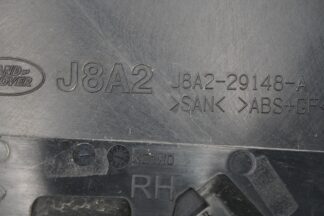 LAND-
ROVER
J8A2
J8A2-29148-A
>SAN< >ABS+GF
RH